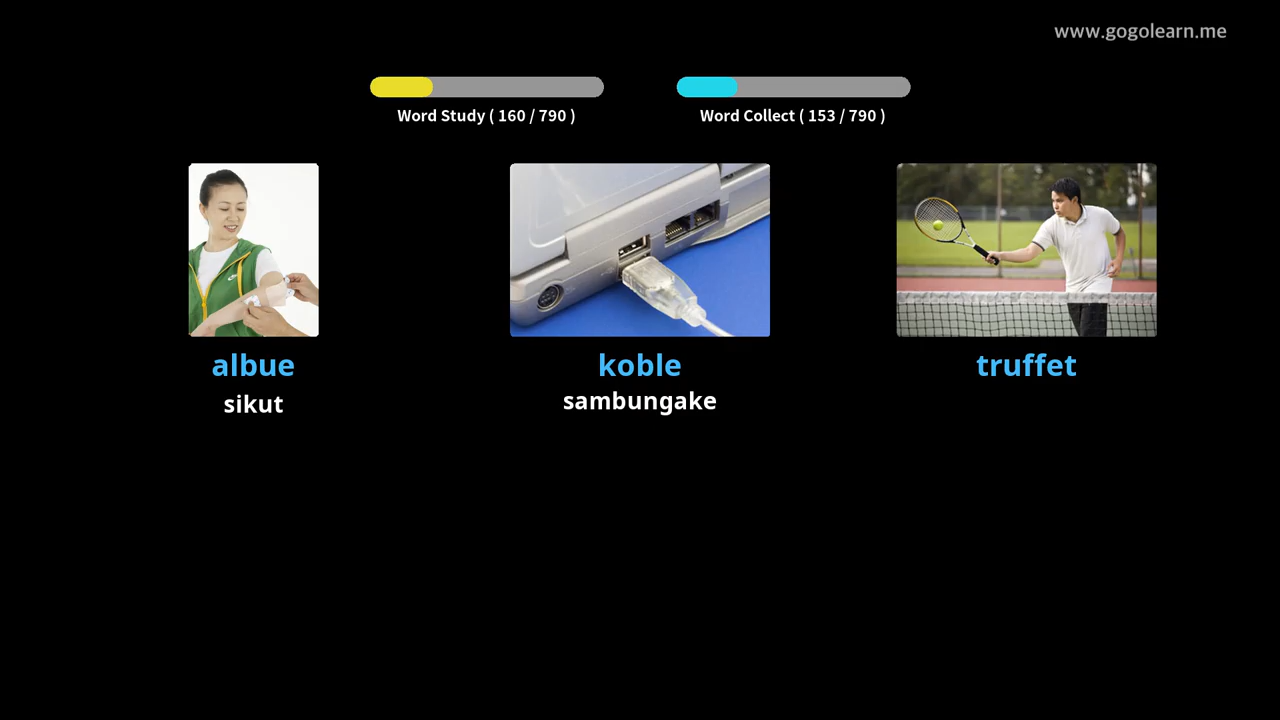 www.gogolearn.me
Word Study ( 160 / 790 )
Word Collect ( 153 / 790 )
albue
koble
truffet
sikut
sambungake